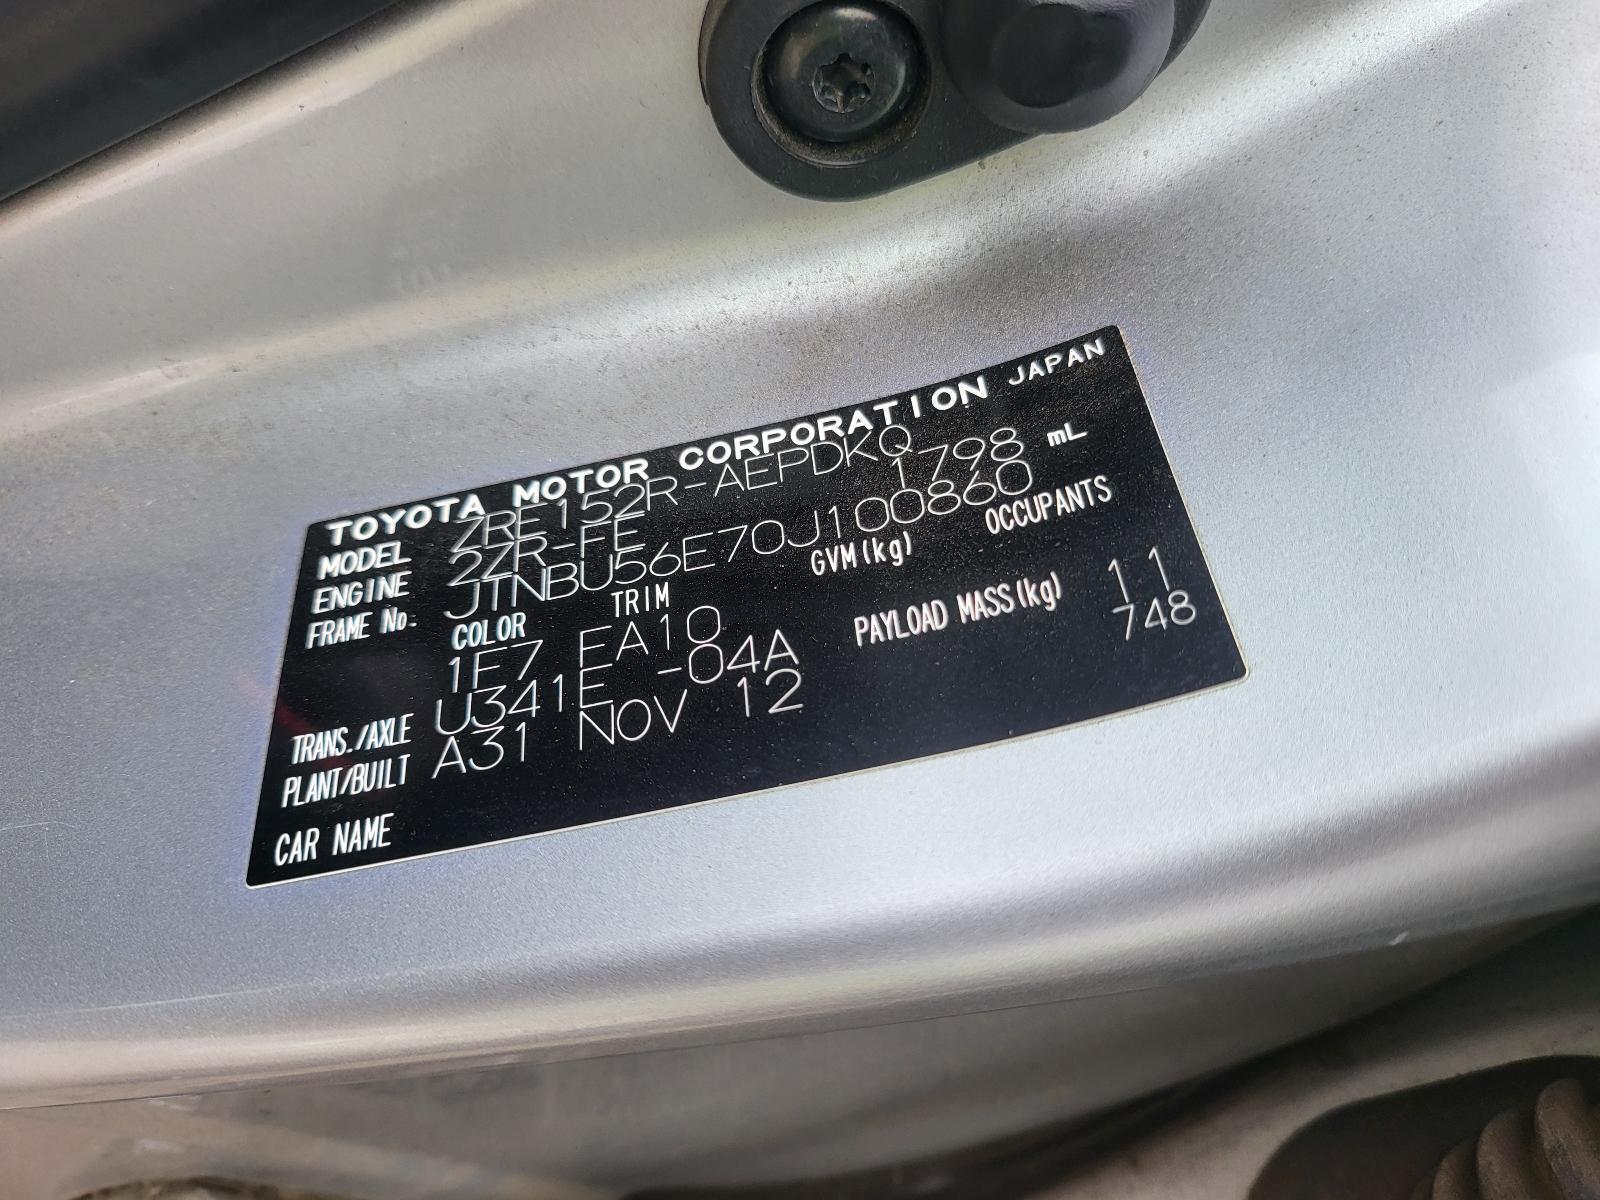 TOYOTA MOTOR CORPORATION JAPAN
MODEL ZRE152R-AEPDKQ
ENGINE 2ZR-FE 1798 mL
FRAME No. JTNBU56E70J100860
COLOR TRIM GVM(kg) OCCUPANTS
1F7 EA10
TRANS./AXLE U341E -04A PAYLOAD MASS(kg) 11
PLANT/BUILT A31 NOV 12 748
CAR NAME